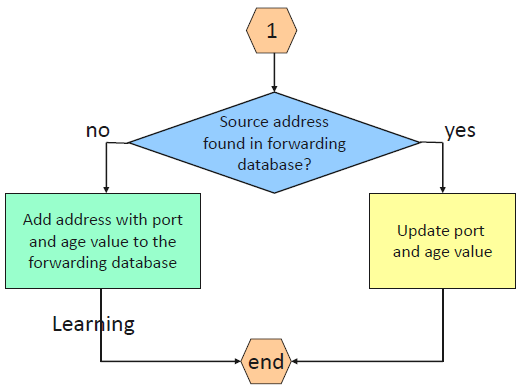 1
Source address
found in forwarding
database?
no
yes
Add address with port
and age value to the
forwarding database
Update port
and age value
Learning
end